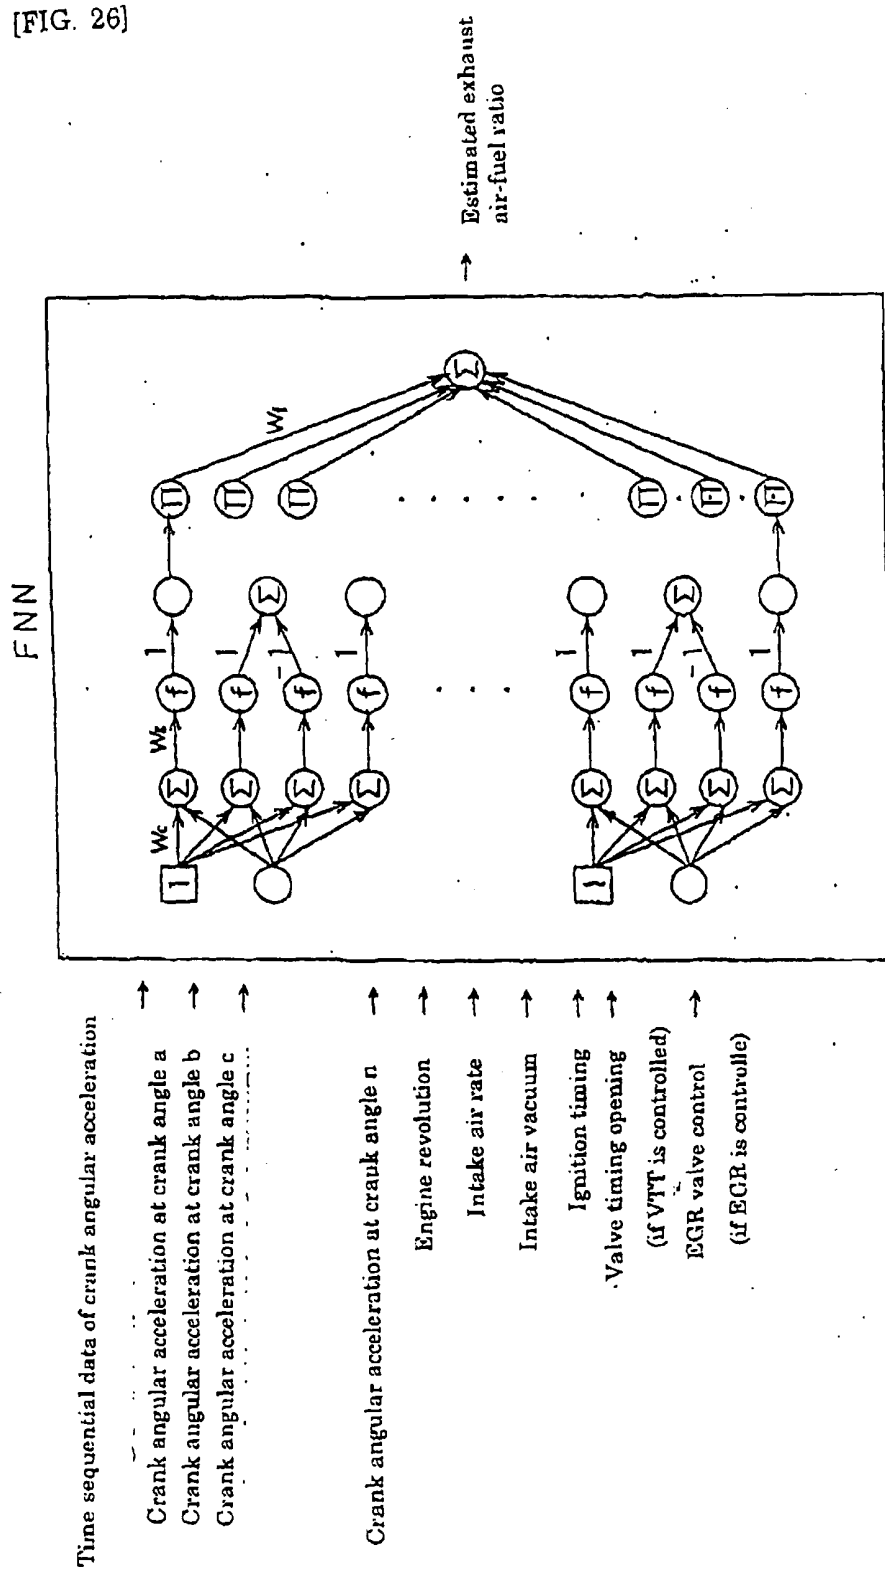 [FIG. 26]
FNN
Time sequential data of crank angular acceleration
Crank angular acceleration at crank angle a →
Crank angular acceleration at crank angle b →
Crank angular acceleration at crank angle c →
Crank angular acceleration at crauk angle n →
Engine revolution →
Intake air rate →
Intake air vacuum →
Ignition timing →
Valve timing opening →
(if VTT is controlled)
EGR valve control →
(if EGR is controlle)
1 Wc Σ Wg f 1 Π Wf
Σ f 1 Σ Π
Σ f -1 Π
Σ f 1
Σ
1 Σ f 1 Π
Σ f 1 Σ Π
Σ f -1
Σ f 1 Π
→ Estimated exhaust
air-fuel ratio